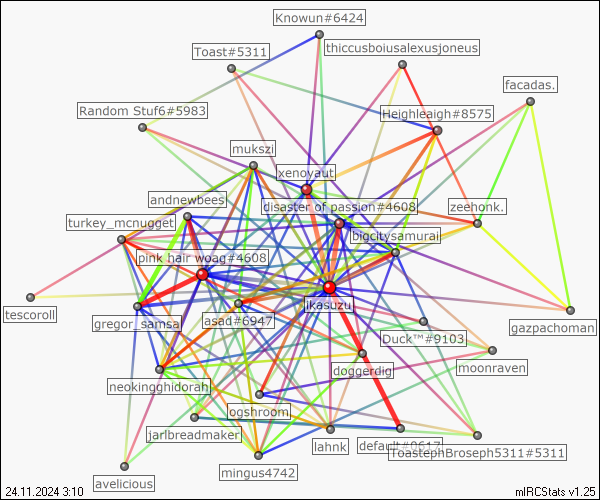 Knowun#6424
thiccusboiusalexusjoneus
Toast#5311
facadas.
Random Stuf6#5983
Heighleaigh#8575
mukszi
xenoyaut
andnewbees
disaster of passion#4608
zeehonk.
turkey_mcnugget
bigcitysamurai
pink hair woag#4608
tescoroll
jkasuzu
gregor_samsa
asad#6947
gazpachoman
Duck™#9103
doggerdig
moonraven
neokingghidorah
ogshroom
jarlbreadmaker
lahnk
default#0617
ToastephBroseph5311#5311
mingus4742
avelicious
24.11.2024 3:10
mIRCStats v1.25